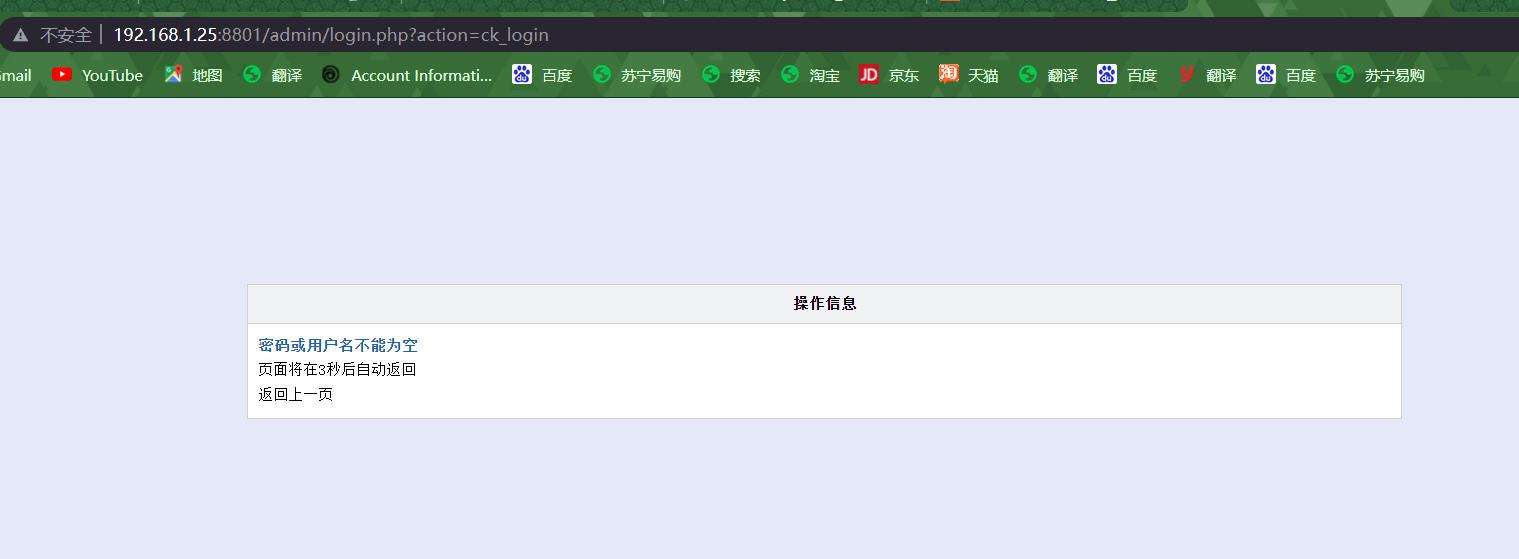 不安全 | 192.168.1.25:8801/admin/login.php?action=ck_login
mail YouTube 地图 翻译 Account Informati... 百度 苏宁易购 搜索 淘宝 京东 天猫 翻译 百度 翻译 百度 苏宁易购
操作信息
密码或用户名不能为空
页面将在3秒后自动返回
返回上一页